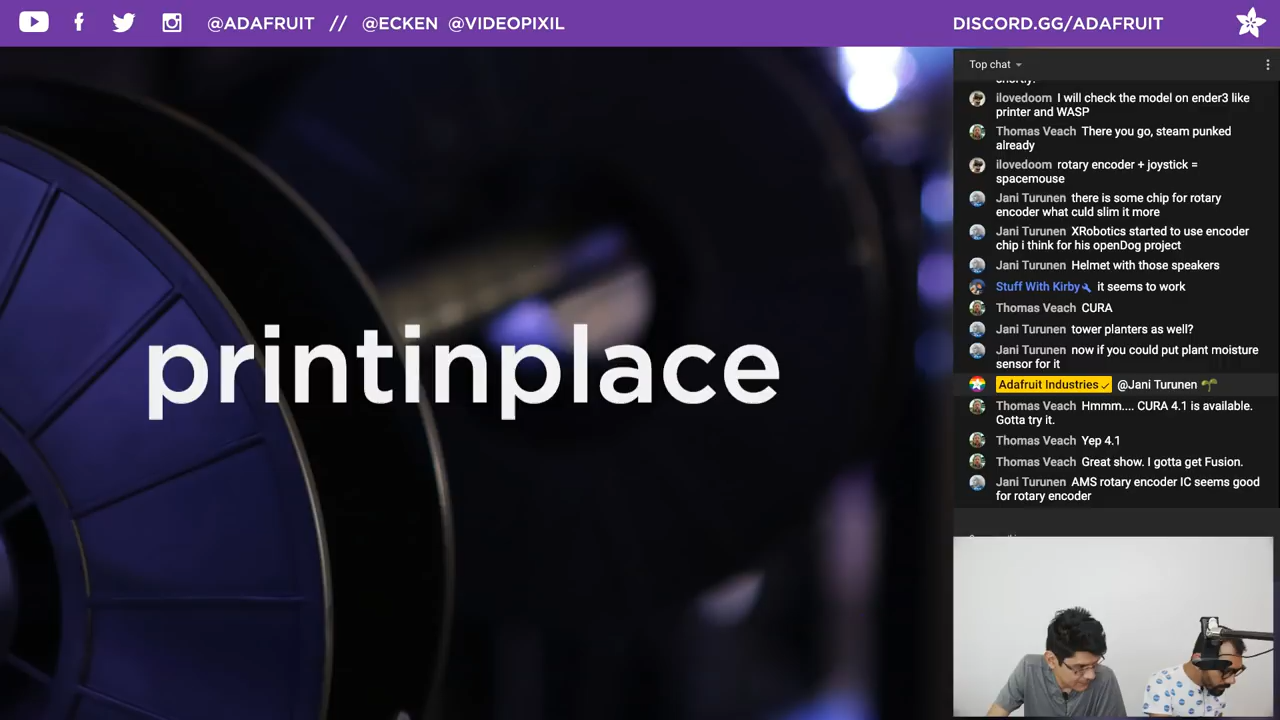 @ADAFRUIT // @ECKEN @VIDEOPIXIL
DISCORD.GG/ADAFRUIT
printinplace
Top chat
shortly.
ilovedoom I will check the model on ender3 like
printer and WASP
Thomas Veach There you go, steam punked
already
ilovedoom rotary encoder + joystick =
spacemouse
Jani Turunen there is some chip for rotary
encoder what culd slim it more
Jani Turunen XRobotics started to use encoder
chip i think for his openDog project
Jani Turunen Helmet with those speakers
Stuff With Kirby it seems to work
Thomas Veach CURA
Jani Turunen tower planters as well?
Jani Turunen now if you could put plant moisture
sensor for it
Adafruit Industries @Jani Turunen 🌱
Thomas Veach Hmmm.... CURA 4.1 is available.
Gotta try it.
Thomas Veach Yep 4.1
Thomas Veach Great show. I gotta get Fusion.
Jani Turunen AMS rotary encoder IC seems good
for rotary encoder